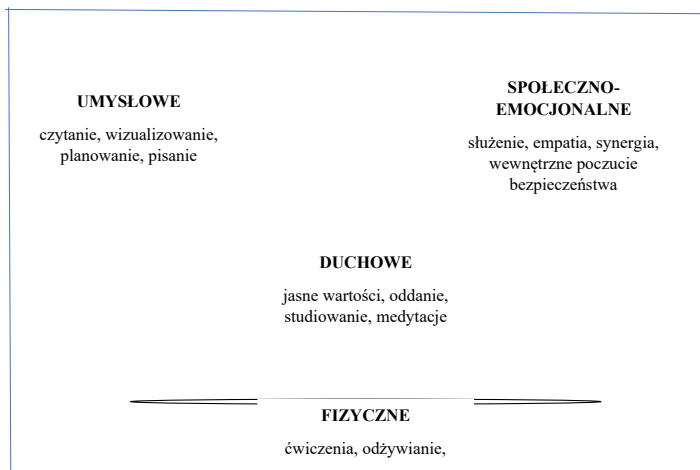 UMYSŁOWE
czytanie, wizualizowanie,
planowanie, pisanie
SPOŁECZNO-
EMOCJONALNE
służenie, empatia, synergia,
wewnętrzne poczucie
bezpieczeństwa
DUCHOWE
jasne wartości, oddanie,
studiowanie, medytacje
FIZYCZNE
ćwiczenia, odżywianie,